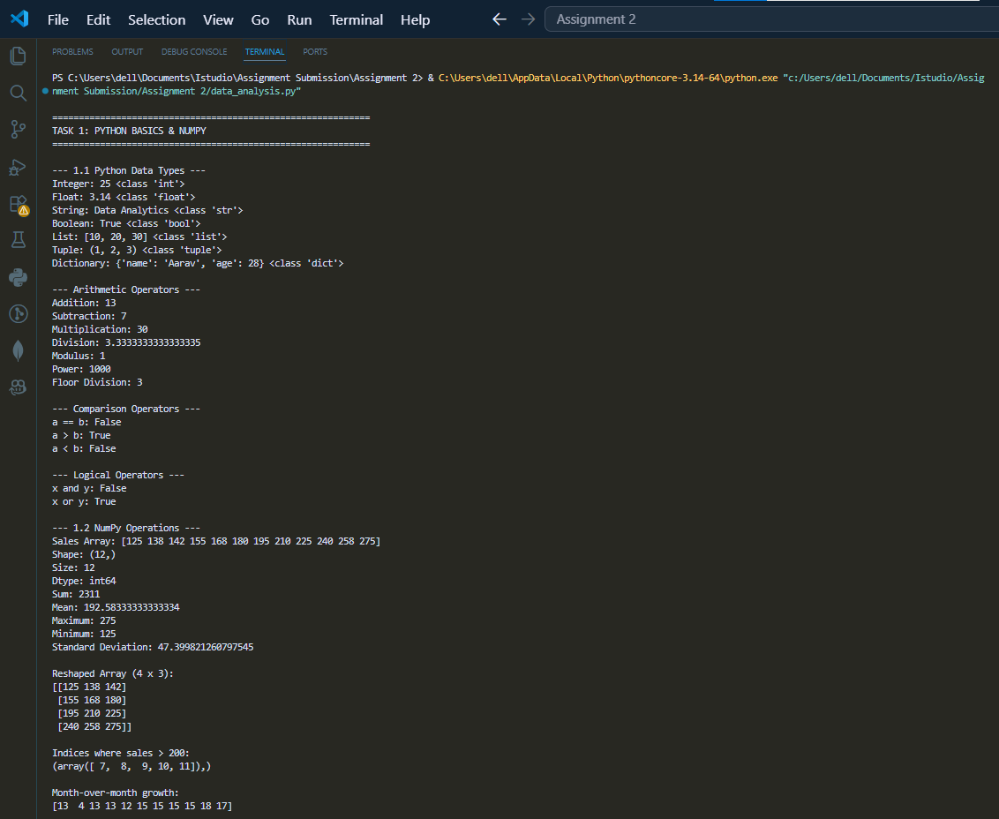 File Edit Selection View Go Run Terminal Help Assignment 2
PROBLEMS OUTPUT DEBUG CONSOLE TERMINAL PORTS
PS C:\Users\dell\Documents\Istudio\Assignment Submission\Assignment 2> & C:\Users\dell\AppData\Local\Python\pythoncore-3.14-64\python.exe "c:/Users/dell/Documents/Istudio/Assig
nment Submission/Assignment 2/data_analysis.py"
============================================================
TASK 1: PYTHON BASICS & NUMPY
============================================================
--- 1.1 Python Data Types ---
Integer: 25 <class 'int'>
Float: 3.14 <class 'float'>
String: Data Analytics <class 'str'>
Boolean: True <class 'bool'>
List: [10, 20, 30] <class 'list'>
Tuple: (1, 2, 3) <class 'tuple'>
Dictionary: {'name': 'Aarav', 'age': 28} <class 'dict'>
--- Arithmetic Operators ---
Addition: 13
Subtraction: 7
Multiplication: 30
Division: 3.3333333333333335
Modulus: 1
Power: 1000
Floor Division: 3
--- Comparison Operators ---
a == b: False
a > b: True
a < b: False
--- Logical Operators ---
x and y: False
x or y: True
--- 1.2 NumPy Operations ---
Sales Array: [125 138 142 155 168 180 195 210 225 240 258 275]
Shape: (12,)
Size: 12
Dtype: int64
Sum: 2311
Mean: 192.58333333333334
Maximum: 275
Minimum: 125
Standard Deviation: 47.399821260797545
Reshaped Array (4 x 3):
[[125 138 142]
 [155 168 180]
 [195 210 225]
 [240 258 275]]
Indices where sales > 200:
(array([ 7,  8,  9, 10, 11]),)
Month-over-month growth:
[13  4 13 13 12 15 15 15 15 18 17]